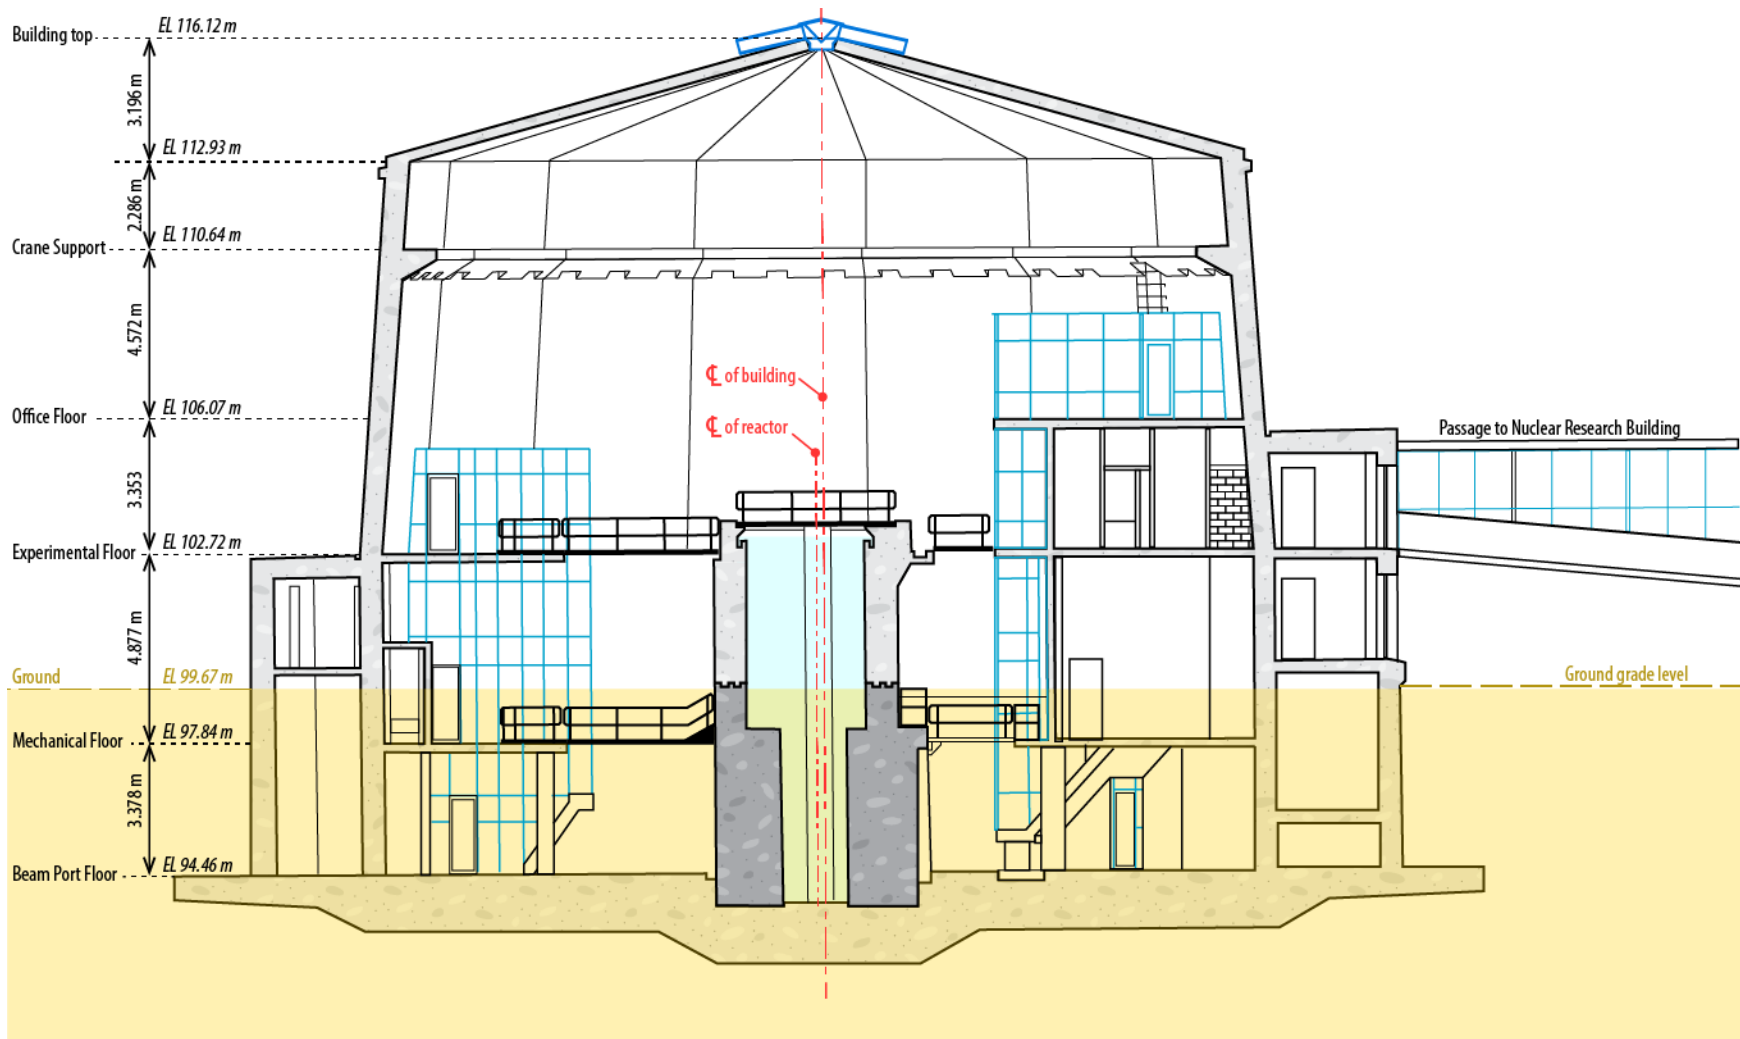 Building top
EL 116.12 m
3.196 m
EL 112.93 m
2.286 m
EL 110.64 m
Crane Support
4.572 m
℄ of building
EL 106.07 m
Office Floor
℄ of reactor
Passage to Nuclear Research Building
3.353
EL 102.72 m
Experimental Floor
4.877 m
Ground
EL 99.67 m
Ground grade level
EL 97.84 m
Mechanical Floor
3.378 m
EL 94.46 m
Beam Port Floor